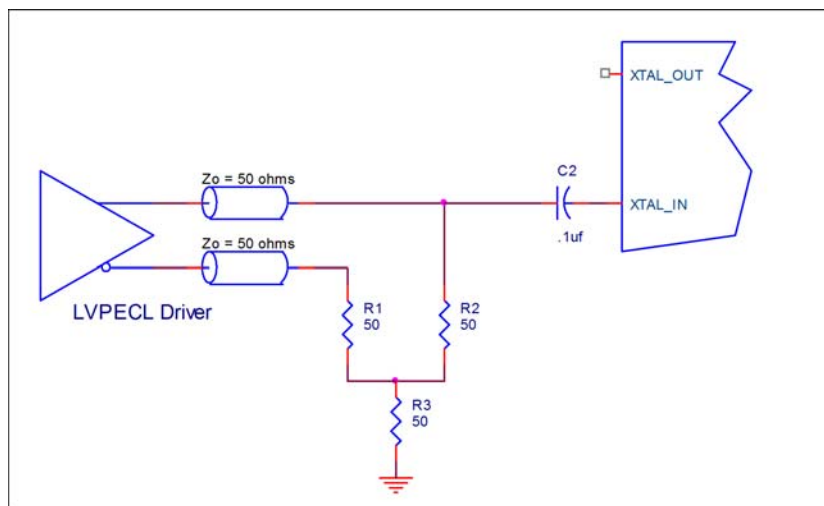 XTAL_OUT
Zo = 50 ohms
C2
XTAL_IN
.1uf
Zo = 50 ohms
LVPECL Driver
R1
50
R2
50
R3
50